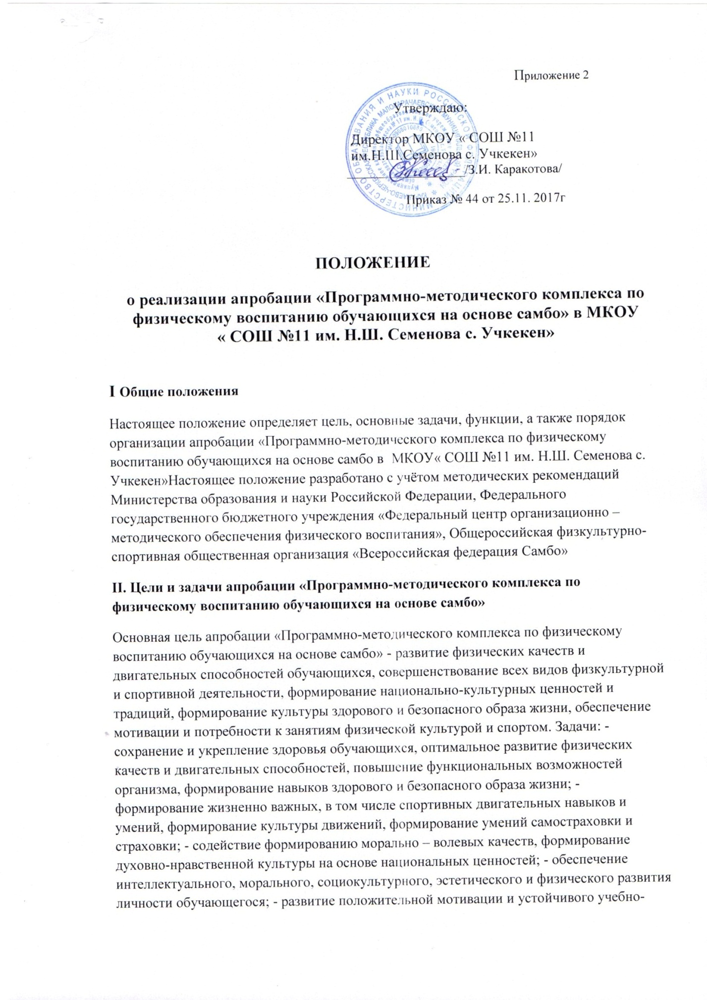 Приложение 2
Утверждаю:
Директор МКОУ « СОШ №11
им.Н.Ш.Семенова с. Учкекен»
/З.И. Каракотова/
Приказ № 44 от 25.11. 2017г
ПОЛОЖЕНИЕ
о реализации апробации «Программно-методического комплекса по
физическому воспитанию обучающихся на основе самбо» в МКОУ
« СОШ №11 им. Н.Ш. Семенова с. Учкекен»
I Общие положения
Настоящее положение определяет цель, основные задачи, функции, а также порядок
организации апробации «Программно-методического комплекса по физическому
воспитанию обучающихся на основе самбо в МКОУ« СОШ №11 им. Н.Ш. Семенова с.
Учкекен»Настоящее положение разработано с учётом методических рекомендаций
Министерства образования и науки Российской Федерации, Федерального
государственного бюджетного учреждения «Федеральный центр организационно –
методического обеспечения физического воспитания», Общероссийская физкультурно-
спортивная общественная организация «Всероссийская федерация Самбо»
II. Цели и задачи апробации «Программно-методического комплекса по
физическому воспитанию обучающихся на основе самбо»
Основная цель апробации «Программно-методического комплекса по физическому
воспитанию обучающихся на основе самбо» - развитие физических качеств и
двигательных способностей обучающихся, совершенствование всех видов физкультурной
и спортивной деятельности, формирование национально-культурных ценностей и
традиций, формирование культуры здорового и безопасного образа жизни, обеспечение
мотивации и потребности к занятиям физической культурой и спортом. Задачи: -
сохранение и укрепление здоровья обучающихся, оптимальное развитие физических
качеств и двигательных способностей, повышение функциональных возможностей
организма, формирование навыков здорового и безопасного образа жизни; -
формирование жизненно важных, в том числе спортивных двигательных навыков и
умений, формирование культуры движений, формирование умений самостраховки и
страховки; - содействие формированию морально – волевых качеств, формирование
духовно-нравственной культуры на основе национальных ценностей; - обеспечение
интеллектуального, морального, социокультурного, эстетического и физического развития
личности обучающегося; - развитие положительной мотивации и устойчивого учебно-